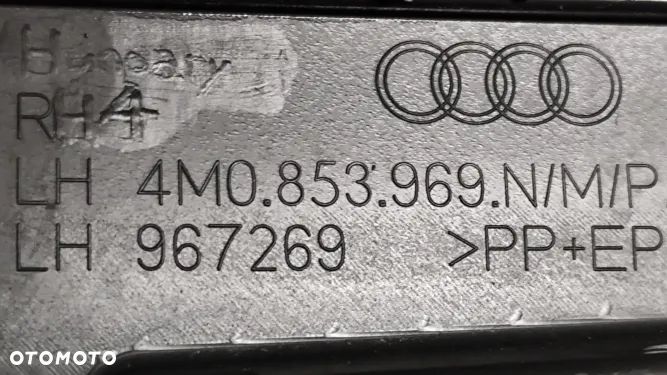 Hungary
RH4
LH 4M0.853.969.N/M/P
LH 967269 >PP+EP
OTOMOTO